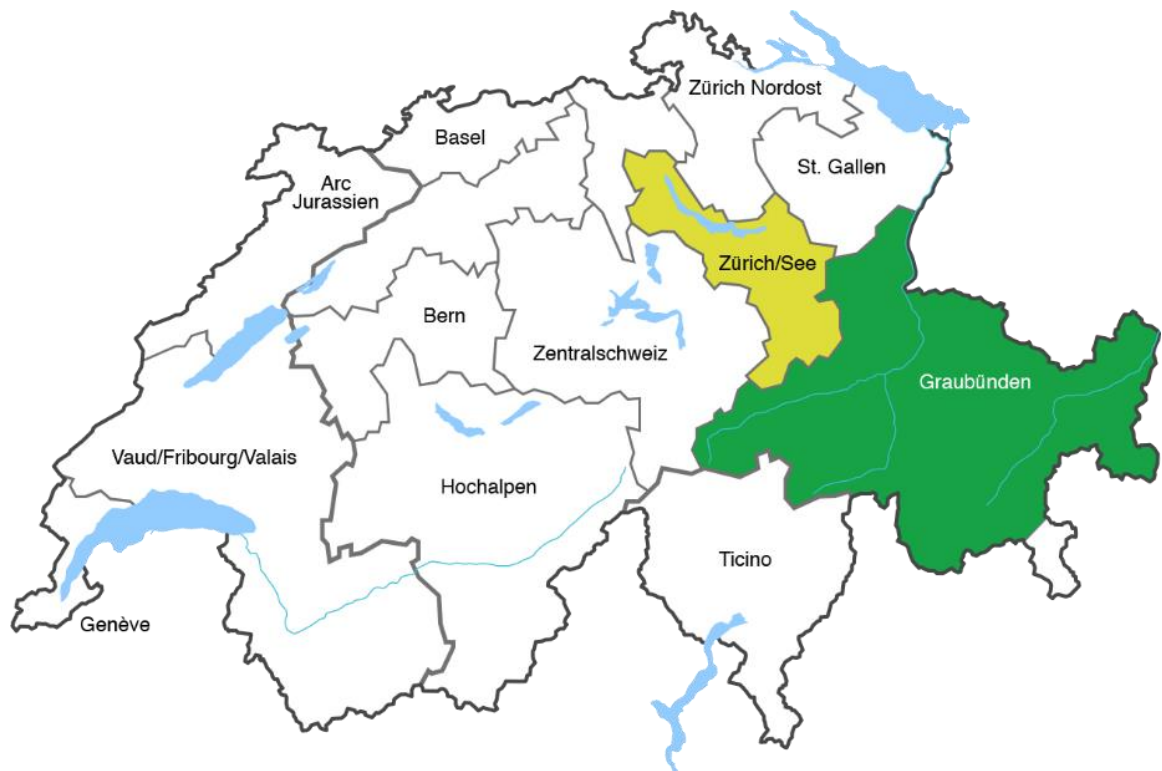 Zürich Nordost
Basel
St. Gallen
Arc
Jurassien
Zürich/See
Bern
Zentralschweiz
Graubünden
Vaud/Fribourg/Valais
Hochalpen
Ticino
Genève